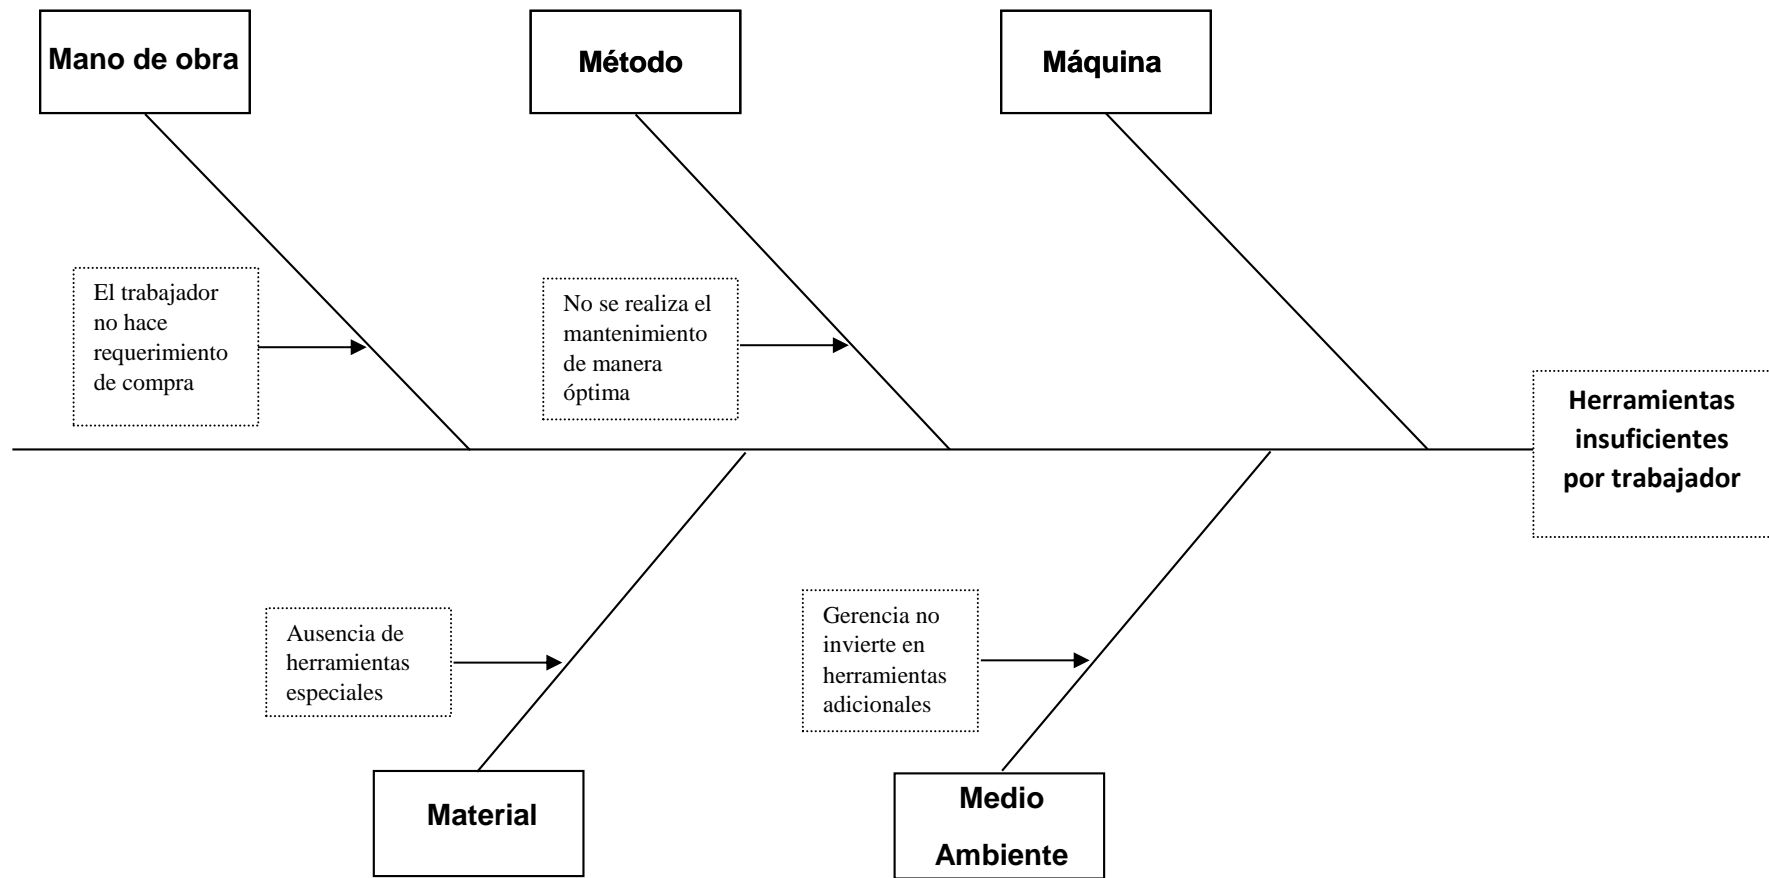 Mano de obra
Método
Máquina
El trabajador
no hace
requerimiento
de compra
No se realiza el
mantenimiento
de manera
óptima
Herramientas
insuficientes
por trabajador
Ausencia de
herramientas
especiales
Gerencia no
invierte en
herramientas
adicionales
Material
Medio
Ambiente